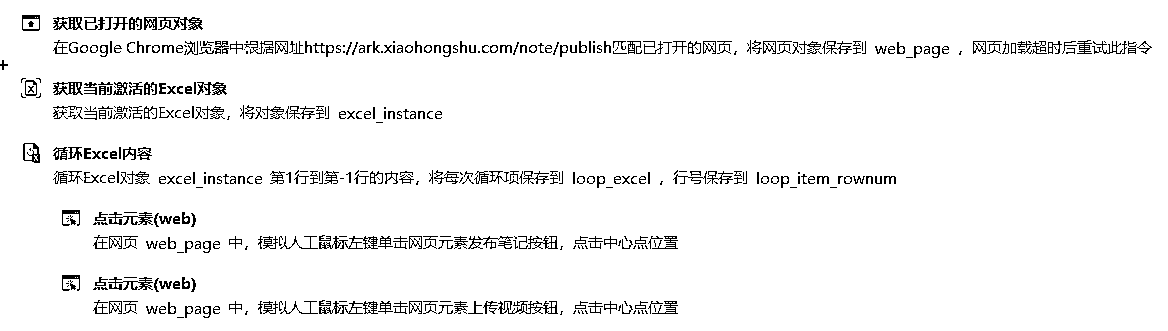 获取已打开的网页对象
在Google Chrome浏览器中根据网址https://ark.xiaohongshu.com/note/publish匹配已打开的网页，将网页对象保存到 web_page ，网页加载超时后重试此指令
获取当前激活的Excel对象
获取当前激活的Excel对象，将对象保存到 excel_instance
循环Excel内容
循环Excel对象 excel_instance 第1行到第-1行的内容，将每次循环项保存到 loop_excel ，行号保存到 loop_item_rownum
点击元素(web)
在网页 web_page 中，模拟人工鼠标左键单击网页元素发布笔记按钮，点击中心点位置
点击元素(web)
在网页 web_page 中，模拟人工鼠标左键单击网页元素上传视频按钮，点击中心点位置